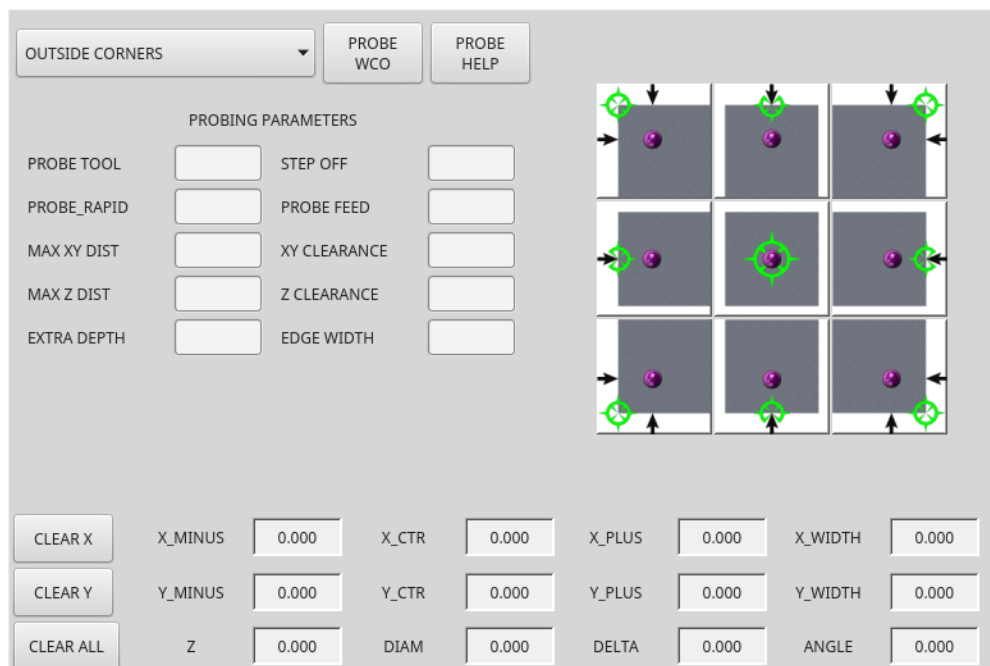 OUTSIDE CORNERS
PROBE
WCO
PROBE
HELP
PROBING PARAMETERS
PROBE TOOL STEP OFF
PROBE_RAPID PROBE FEED
MAX XY DIST XY CLEARANCE
MAX Z DIST Z CLEARANCE
EXTRA DEPTH EDGE WIDTH
CLEAR X X_MINUS 0.000 X_CTR 0.000 X_PLUS 0.000 X_WIDTH 0.000
CLEAR Y Y_MINUS 0.000 Y_CTR 0.000 Y_PLUS 0.000 Y_WIDTH 0.000
CLEAR ALL Z 0.000 DIAM 0.000 DELTA 0.000 ANGLE 0.000